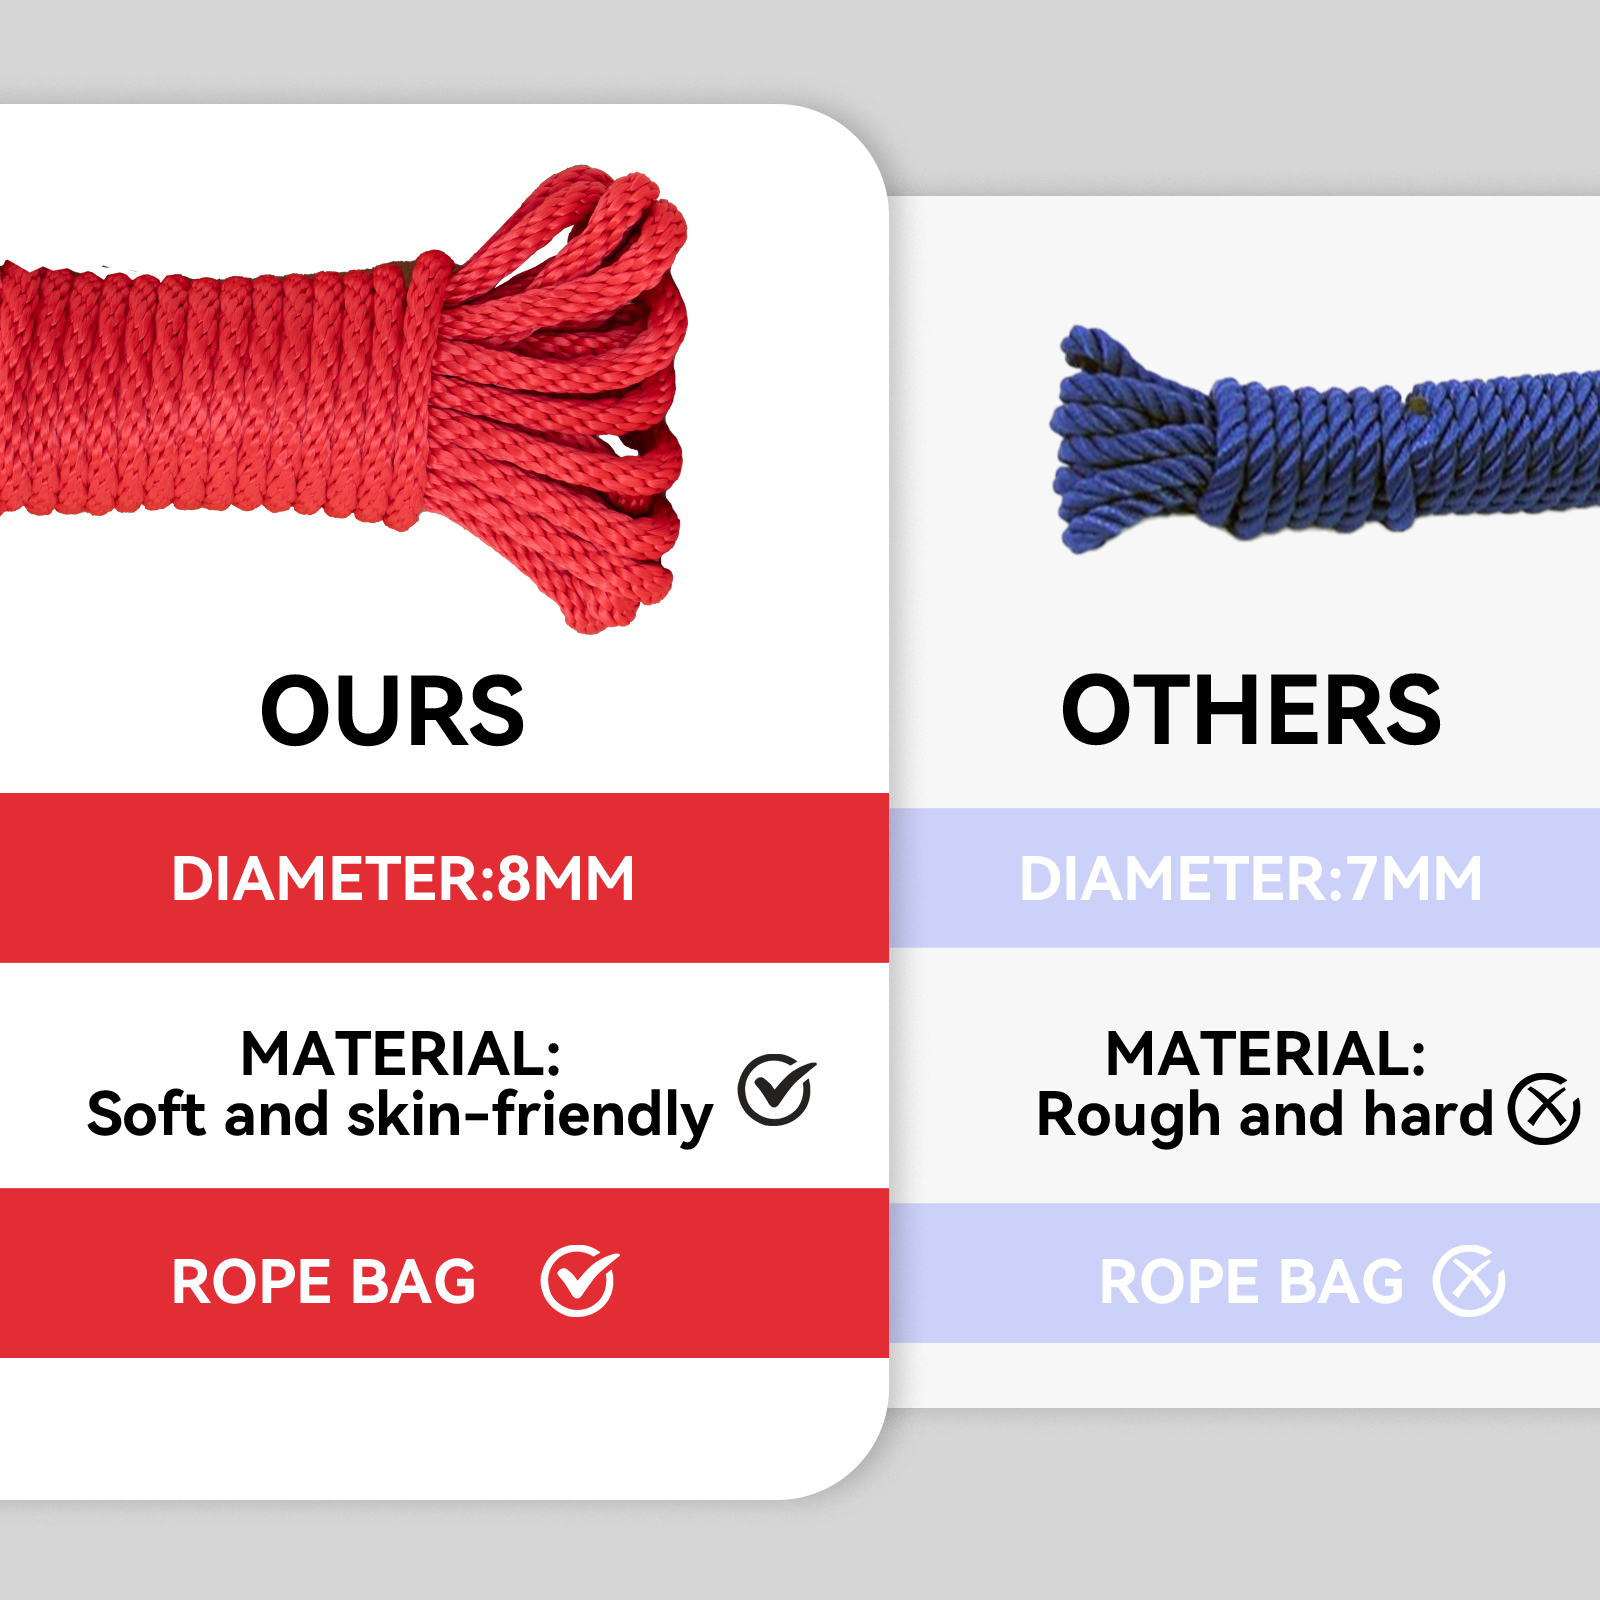 OURS
DIAMETER:8MM
MATERIAL:
Soft and skin-friendly
ROPE BAG
OTHERS
DIAMETER:7MM
MATERIAL:
Rough and hard
ROPE BAG